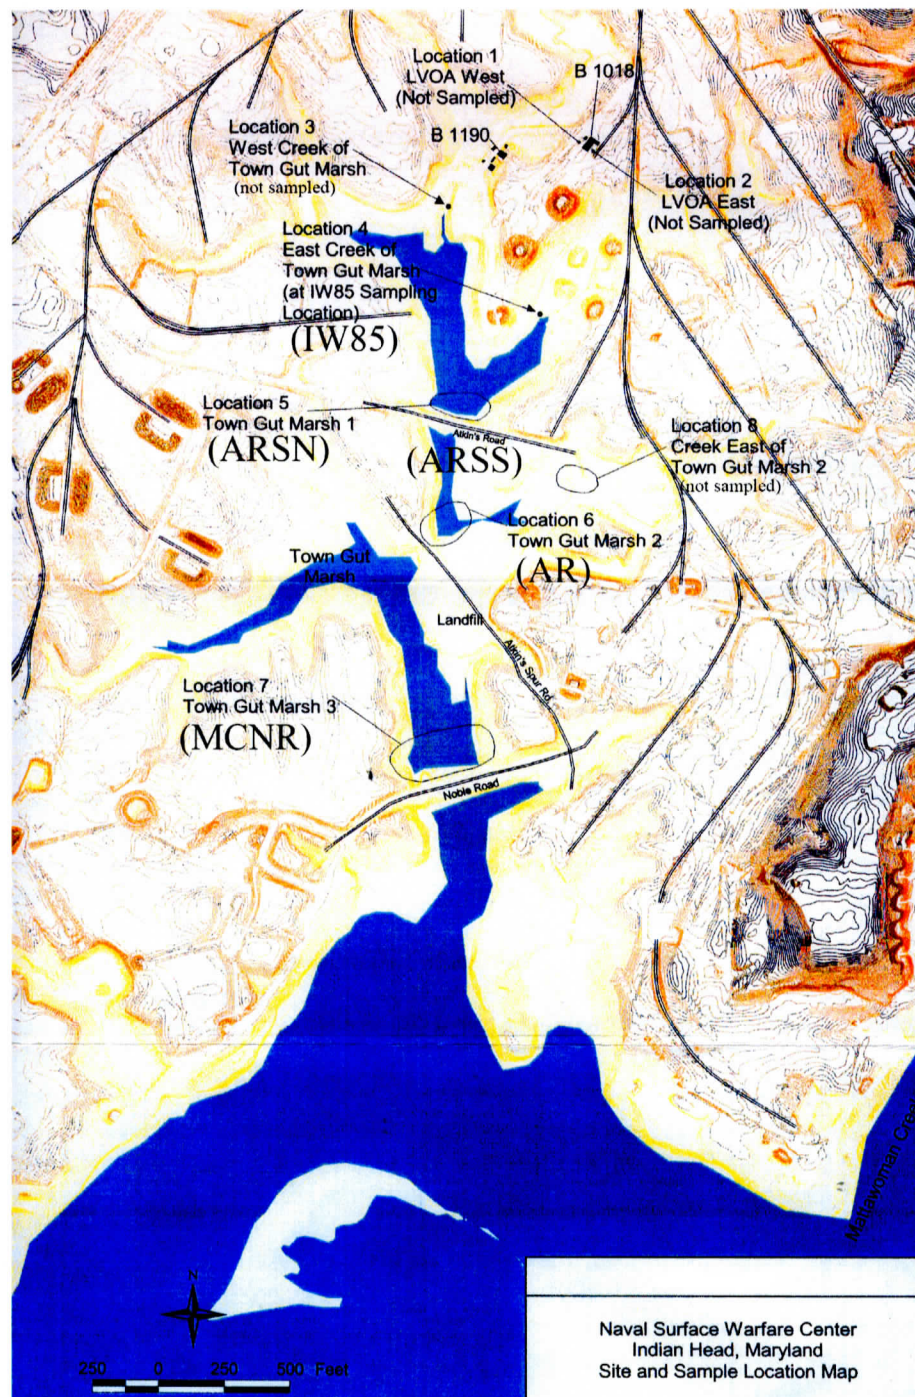 Location 1
LVOA West
(Not Sampled)
B 1018
Location 3
West Creek of
Town Gut Marsh
(not sampled)
B 1190
Location 2
LVOA East
(Not Sampled)
Location 4
East Creek of
Town Gut Marsh
(at IW85 Sampling
Location)
(IW85)
Location 5
Town Gut Marsh 1
(ARSN)
Atkin's Road
(ARSS)
Location 8
Creek East of
Town Gut Marsh 2
(not sampled)
Location 6
Town Gut Marsh 2
(AR)
Town Gut
Marsh
Landfill
Atkin's Spur Rd.
Location 7
Town Gut Marsh 3
(MCNR)
Noble Road
Mattawoman Creek
N
250 0 250 500 Feet
Naval Surface Warfare Center
Indian Head, Maryland
Site and Sample Location Map